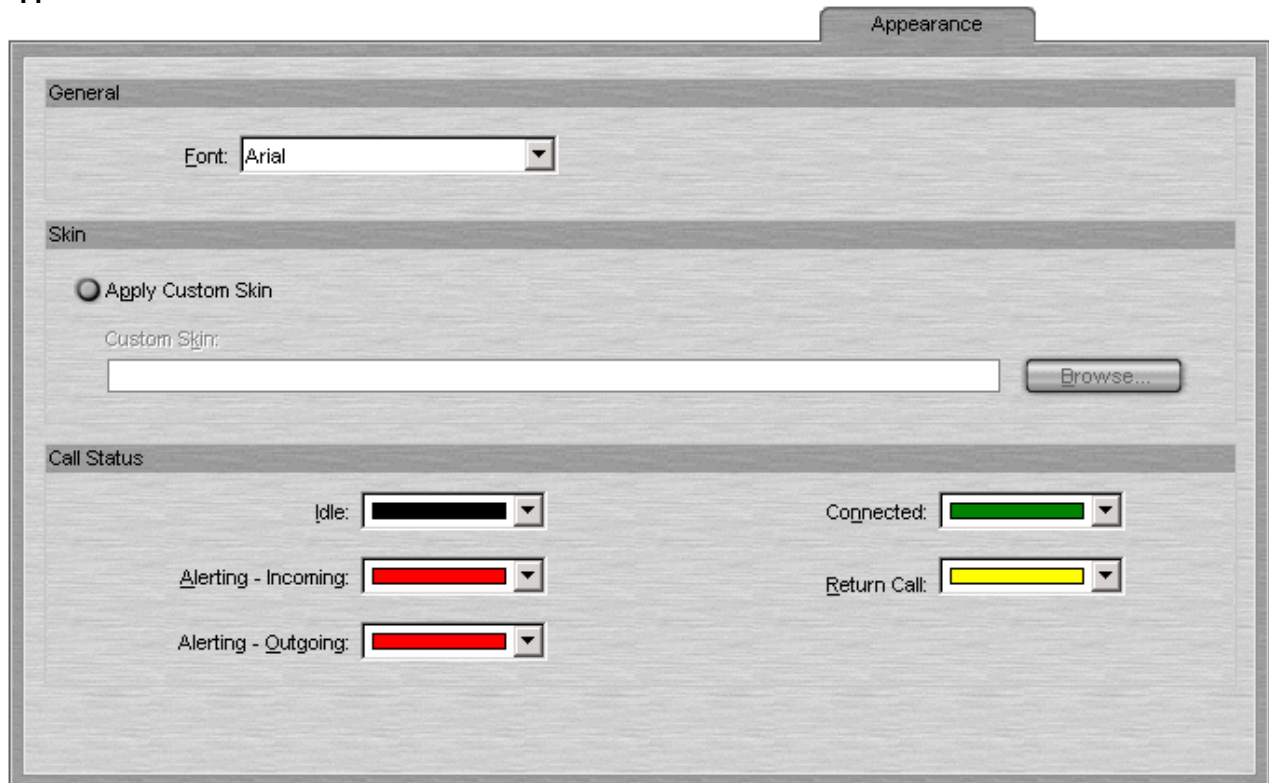 Appearance
General
Font: Arial
Skin
Apply Custom Skin
Custom Skin:
Browse...
Call Status
Idle:
Connected:
Alerting - Incoming:
Return Call:
Alerting - Outgoing: